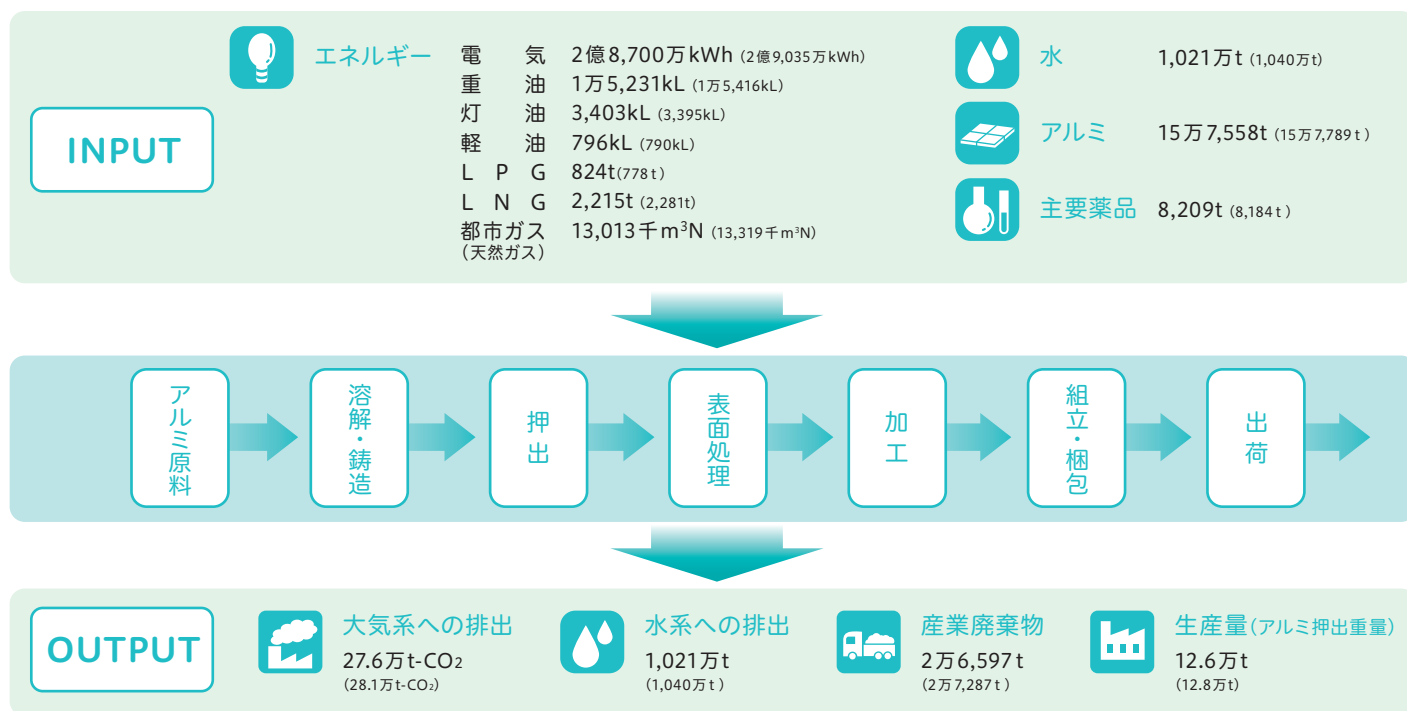 INPUT
エネルギー
電気 2億8,700万kWh (2億9,035万kWh)
重油 1万5,231kL (1万5,416kL)
灯油 3,403kL (3,395kL)
軽油 796kL (790kL)
LPG 824t(778t)
LNG 2,215t (2,281t)
都市ガス 13,013千m³N (13,319千m³N)
(天然ガス)
水 1,021万t (1,040万t)
アルミ 15万7,558t (15万7,789t)
主要薬品 8,209t (8,184t)
アルミ原料
溶解・鋳造
押出
表面処理
加工
組立・梱包
出荷
OUTPUT
大気系への排出
27.6万t-CO₂
(28.1万t-CO₂)
水系への排出
1,021万t
(1,040万t)
産業廃棄物
2万6,597t
(2万7,287t)
生産量(アルミ押出重量)
12.6万t
(12.8万t)